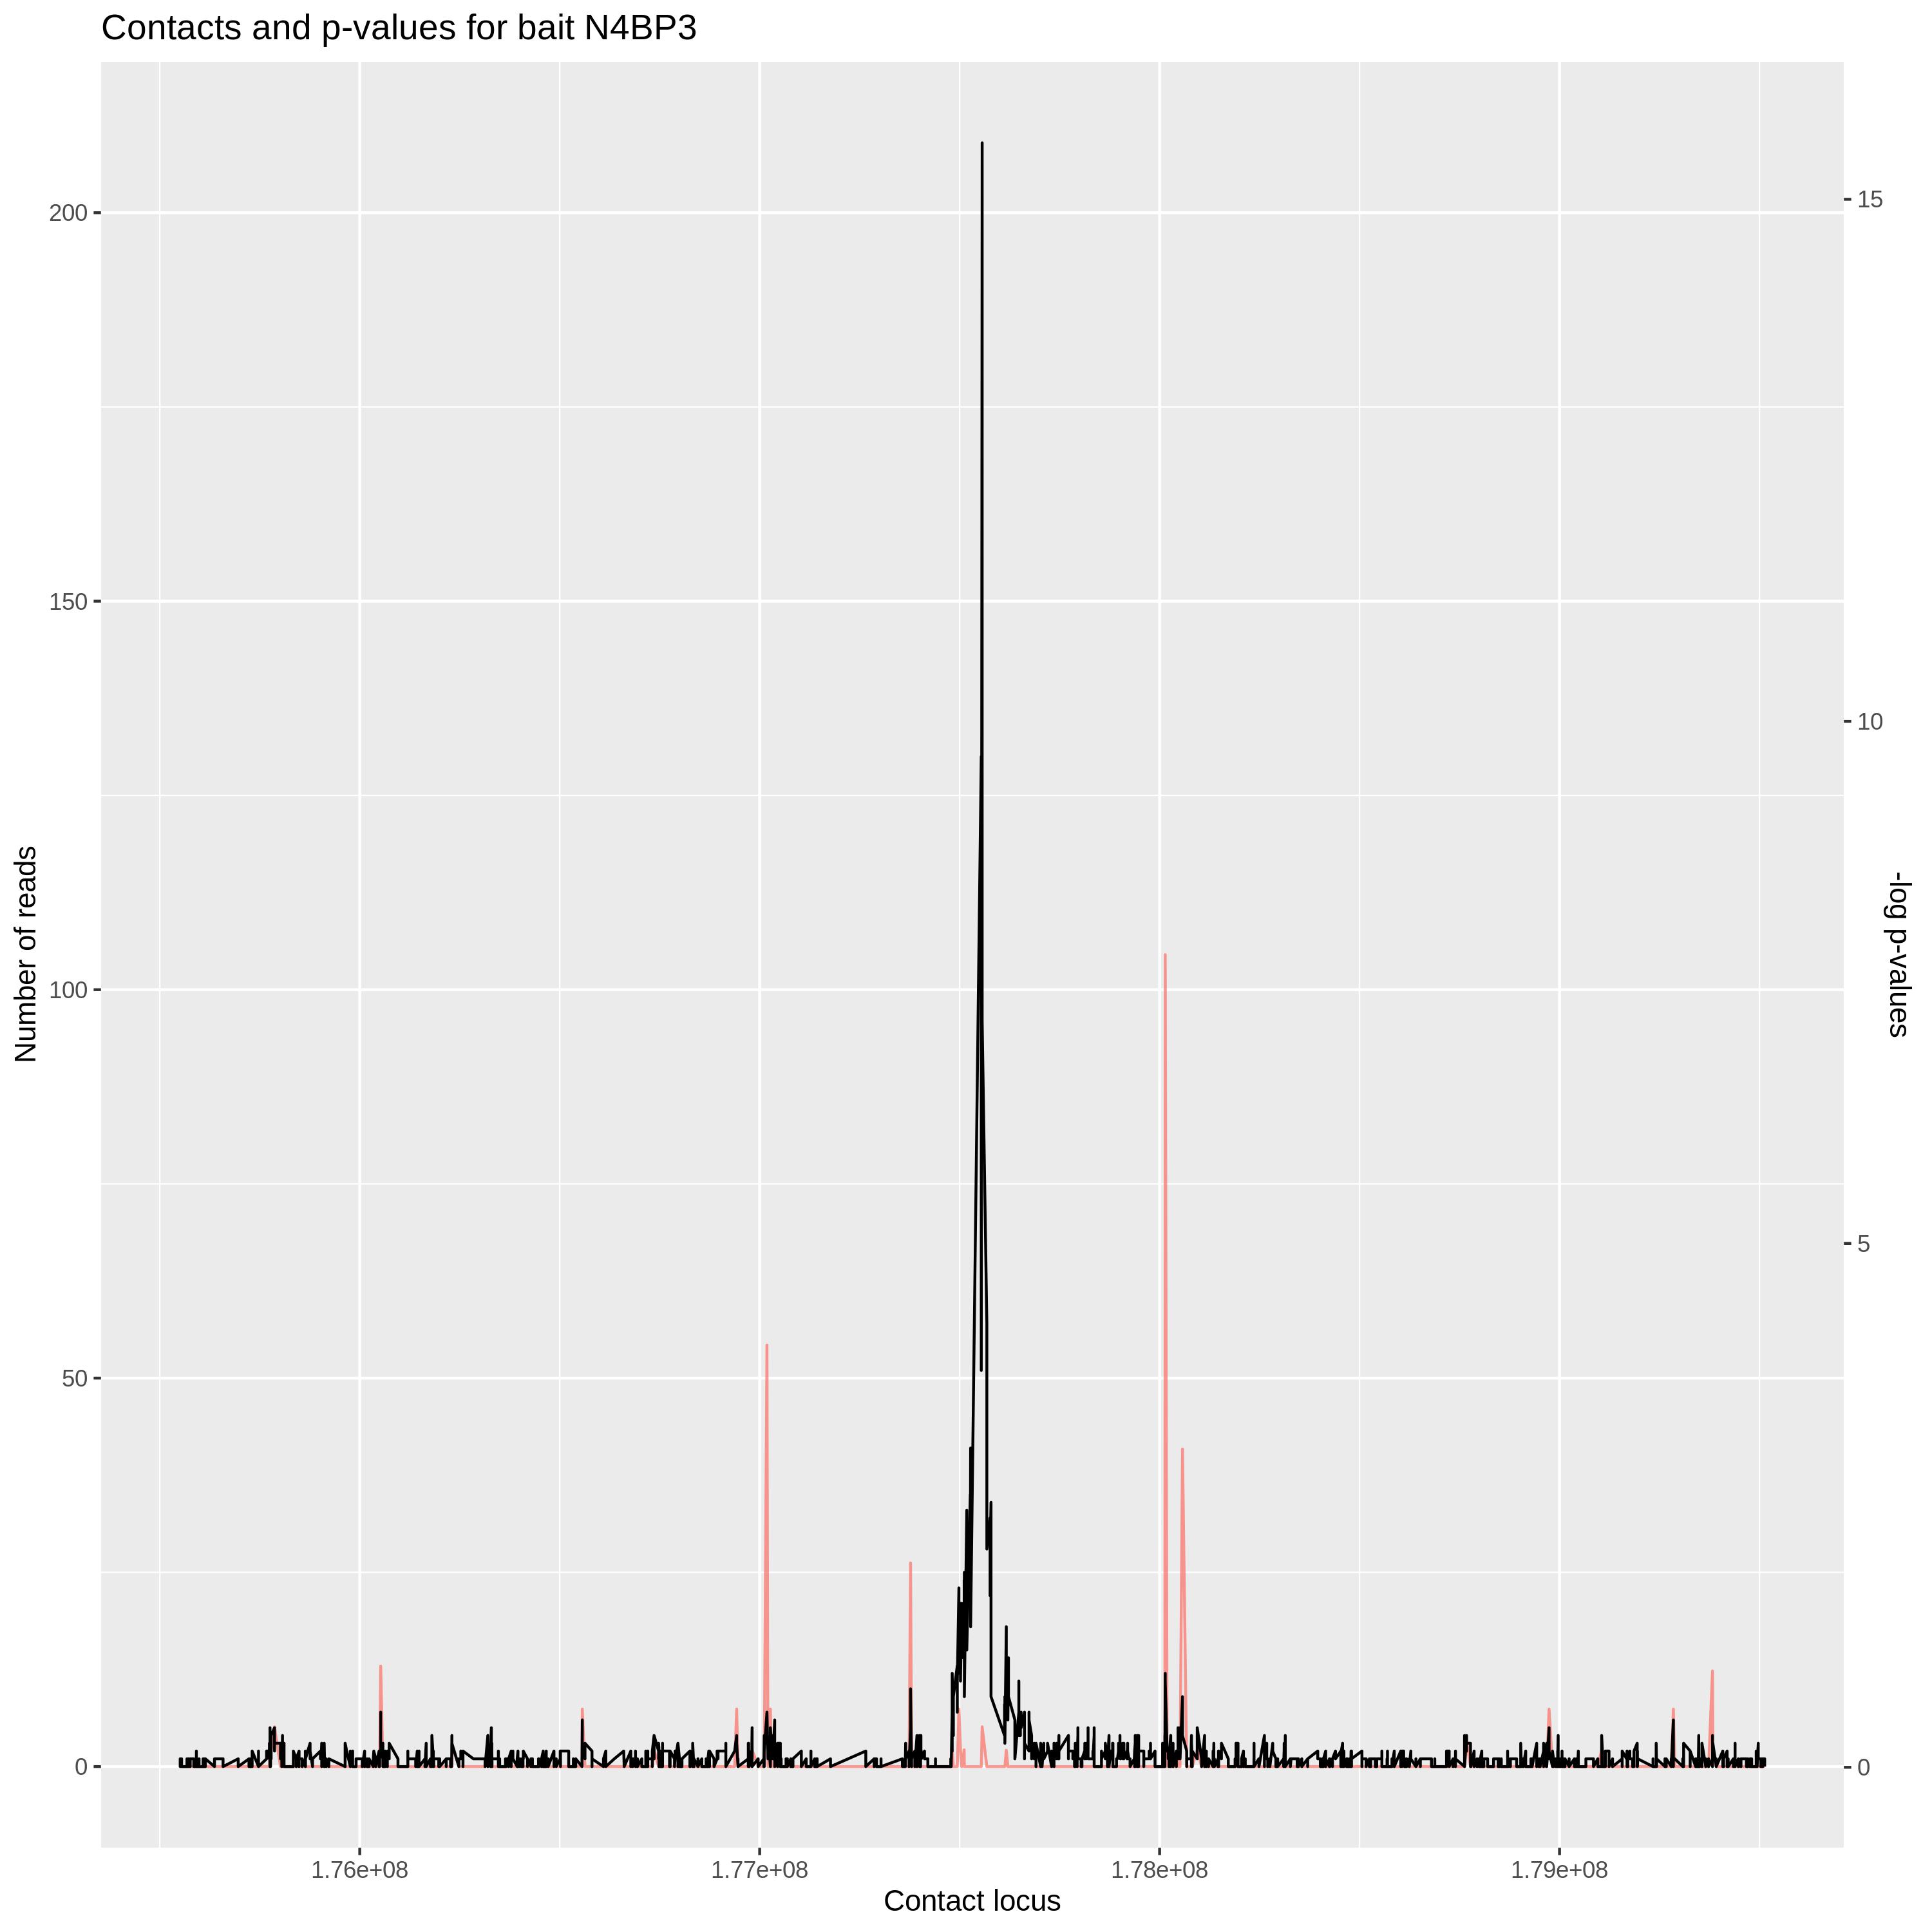 Contacts and p-values for bait N4BP3
200
150
100
50
0
15
10
5
0
Number of reads
-log p-values
1.76e+08
1.77e+08
1.78e+08
1.79e+08
Contact locus